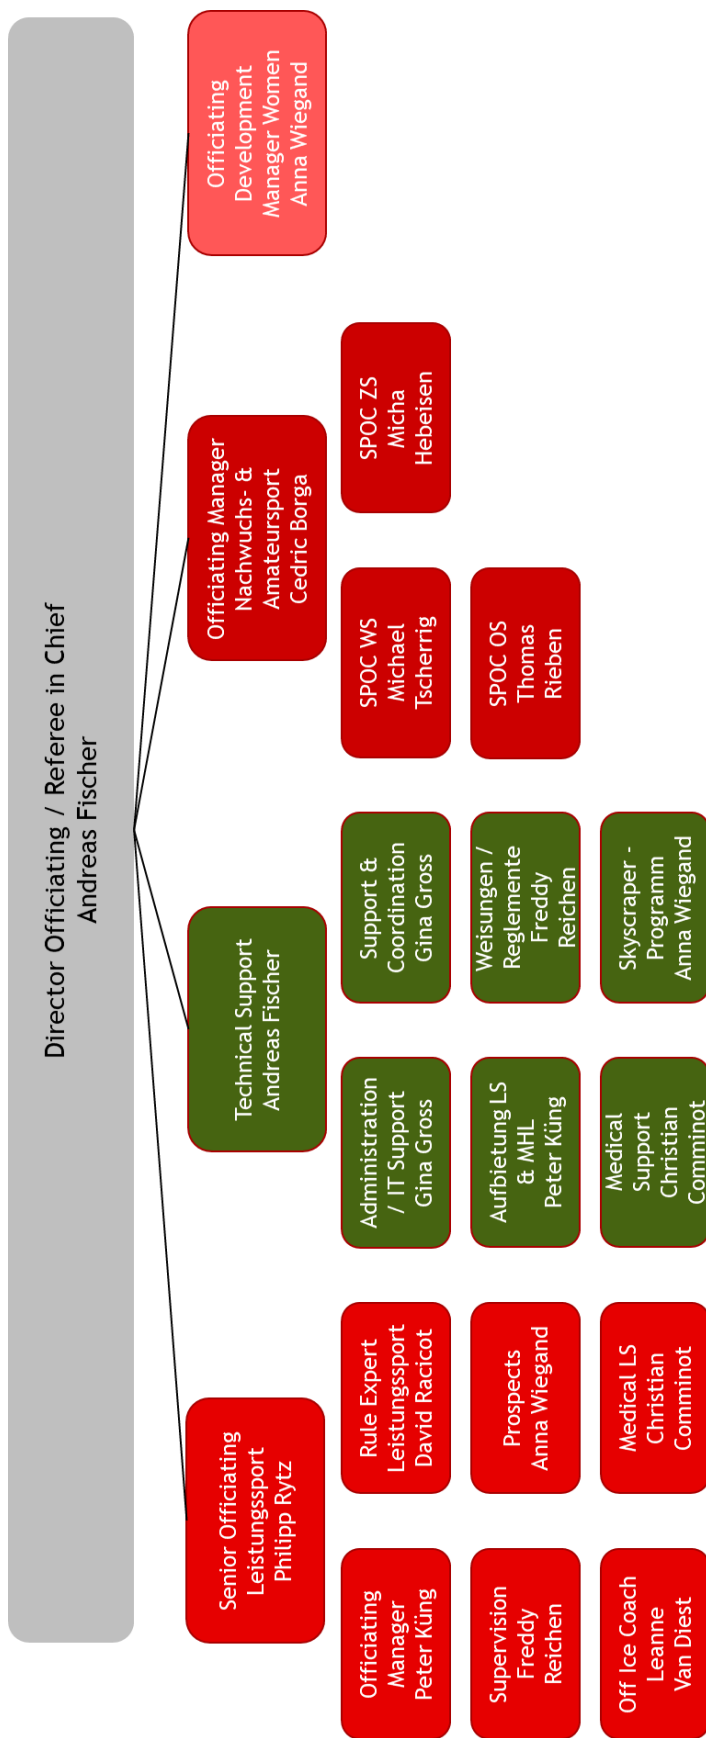 Director Officiating / Referee in Chief
Andreas Fischer
Senior Officiating
Leistungssport
Philipp Rytz
Technical Support
Andreas Fischer
Officiating Manager
Nachwuchs- &
Amateursport
Cedric Borga
Officiating
Development
Manager Women
Anna Wiegand
Officiating
Manager
Peter Küng
Rule Expert
Leistungssport
David Racicot
Administration
/ IT Support
Gina Gross
Support &
Coordination
Gina Gross
SPOC WS
Michael
Tscherrig
SPOC ZS
Micha
Hebeisen
Supervision
Freddy
Reichen
Prospects
Anna Wiegand
Aufbietung LS
& MHL
Peter Küng
Weisungen /
Reglemente
Freddy
Reichen
SPOC OS
Thomas
Rieben
Off Ice Coach
Leanne
Van Diest
Medical LS
Christian
Comminot
Medical
Support
Christian
Comminot
Skyscraper -
Programm
Anna Wiegand